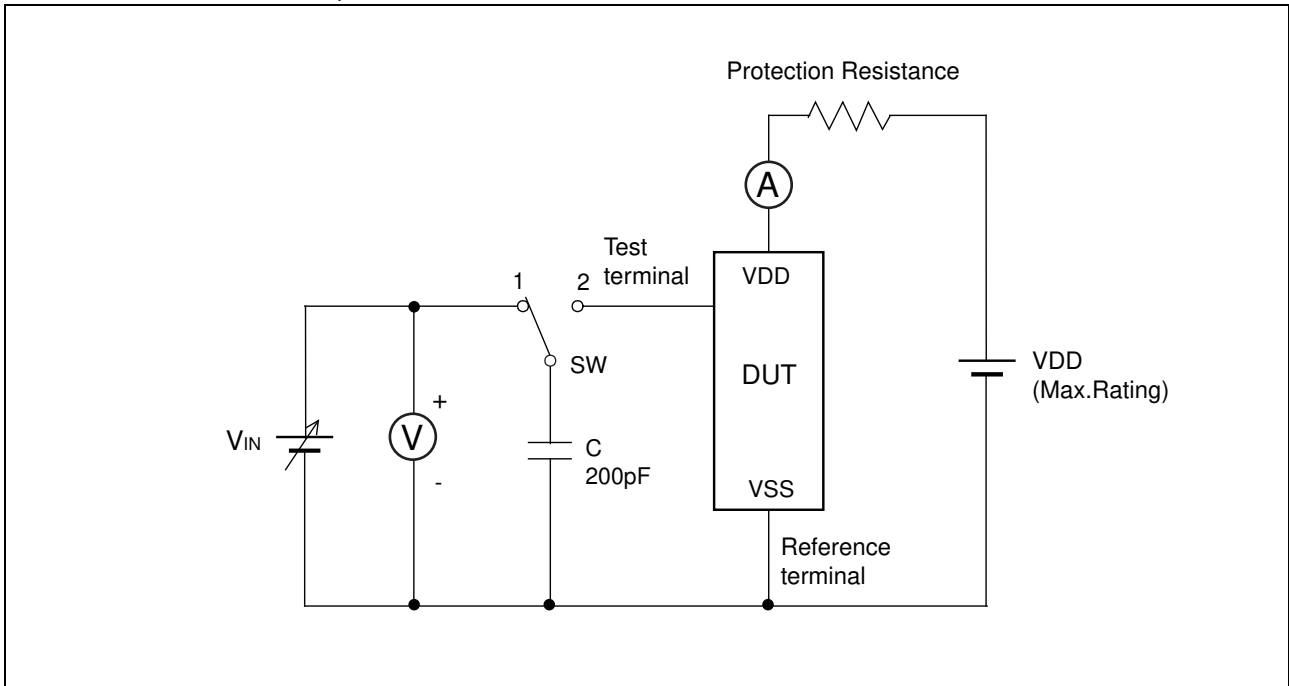 Protection Resistance
A
Test
terminal
1
2
VDD
SW
DUT
VDD
(Max.Rating)
+
VIN
V
C
200pF
-
VSS
Reference
terminal